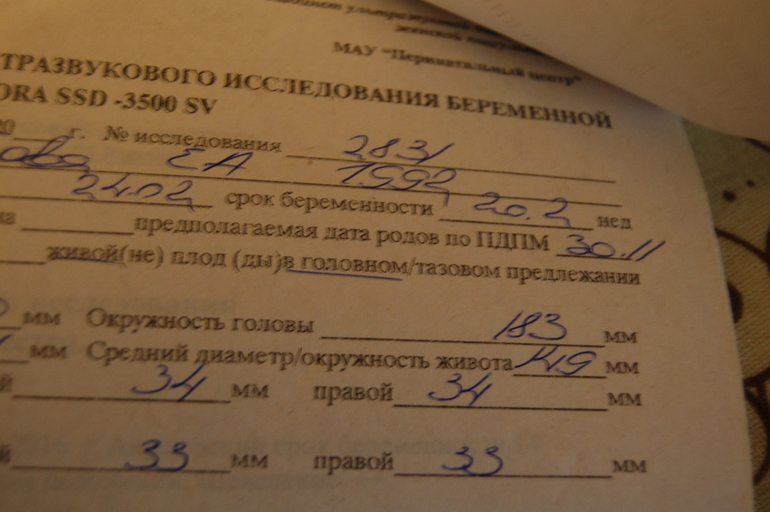 МАУ "Перинатальный центр"
ТРАЗВУКОВОГО ИССЛЕДОВАНИЯ БЕРЕМЕННОЙ
ORA SSD -3500 SV
20 г. № исследования 2831
ова ЕА 1992
24.02 срок беременности 20.2 нед
на предполагаемая дата родов по ПДПМ 30.11
живой(не) плод (ды)в головном/тазовом предлежании
мм Окружность головы 183 мм
мм Средний диаметр/окружность живота 149 мм
й 34 мм правой 34 мм
й 33 мм правой 33 мм